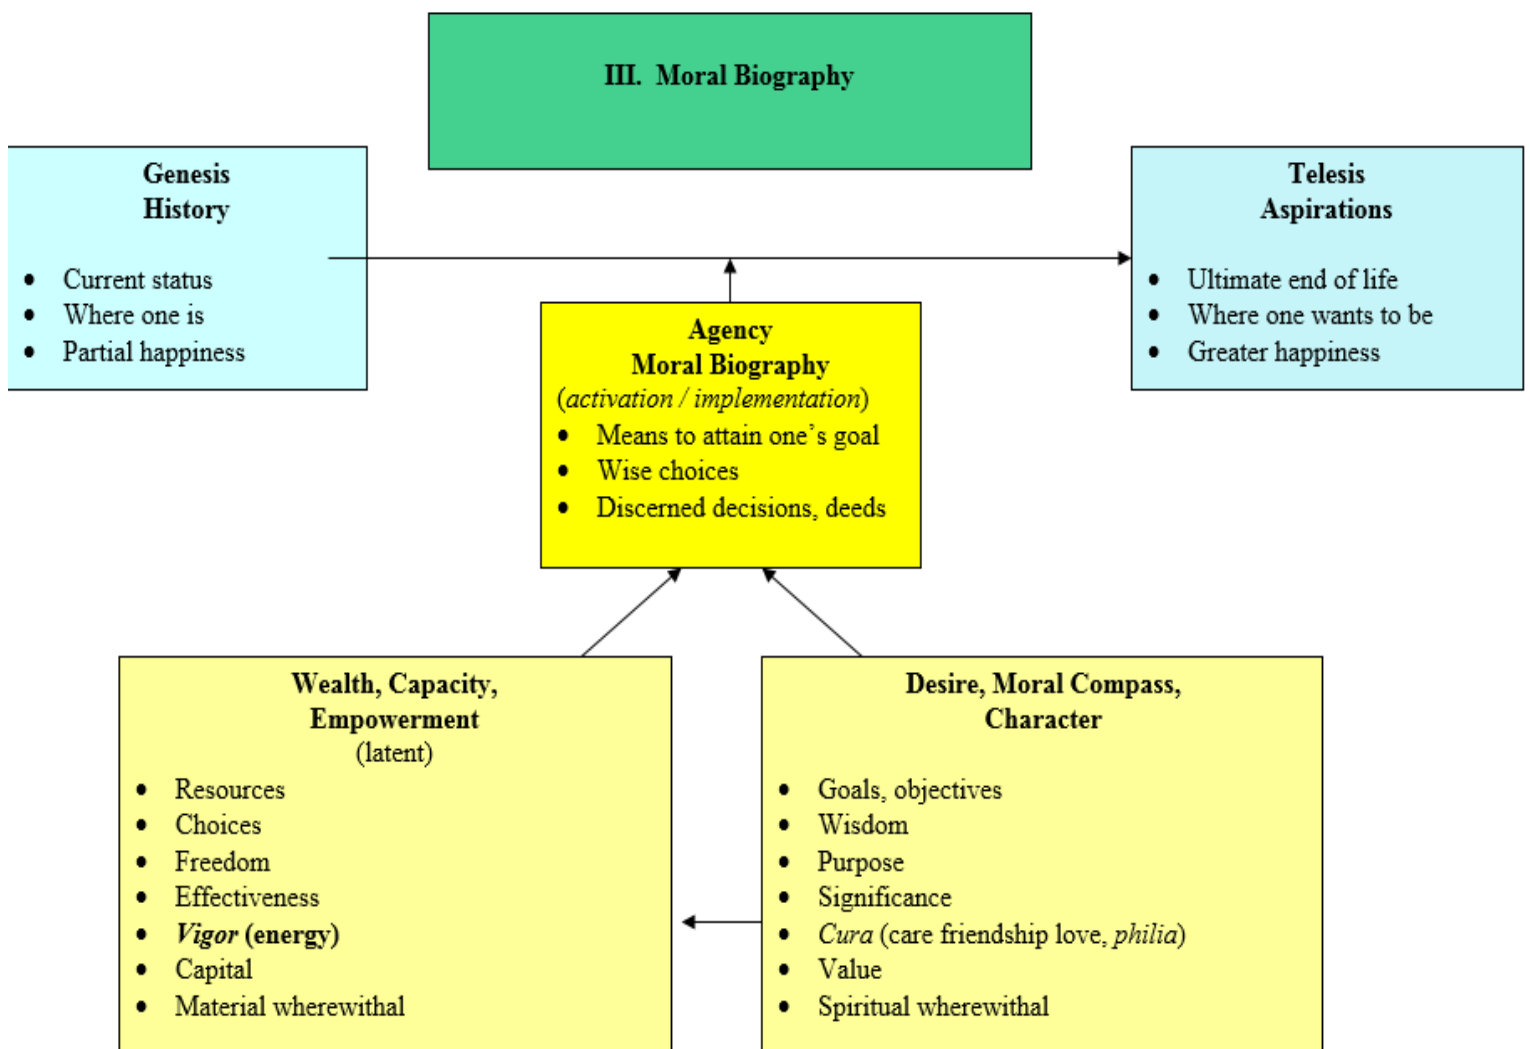 III. Moral Biography
Genesis
History
• Current status
• Where one is
• Partial happiness
Telesis
Aspirations
• Ultimate end of life
• Where one wants to be
• Greater happiness
Agency
Moral Biography
(activation / implementation)
• Means to attain one’s goal
• Wise choices
• Discerned decisions, deeds
Wealth, Capacity,
Empowerment
(latent)
• Resources
• Choices
• Freedom
• Effectiveness
• Vigor (energy)
• Capital
• Material wherewithal
Desire, Moral Compass,
Character
• Goals, objectives
• Wisdom
• Purpose
• Significance
• Cura (care friendship love, philia)
• Value
• Spiritual wherewithal